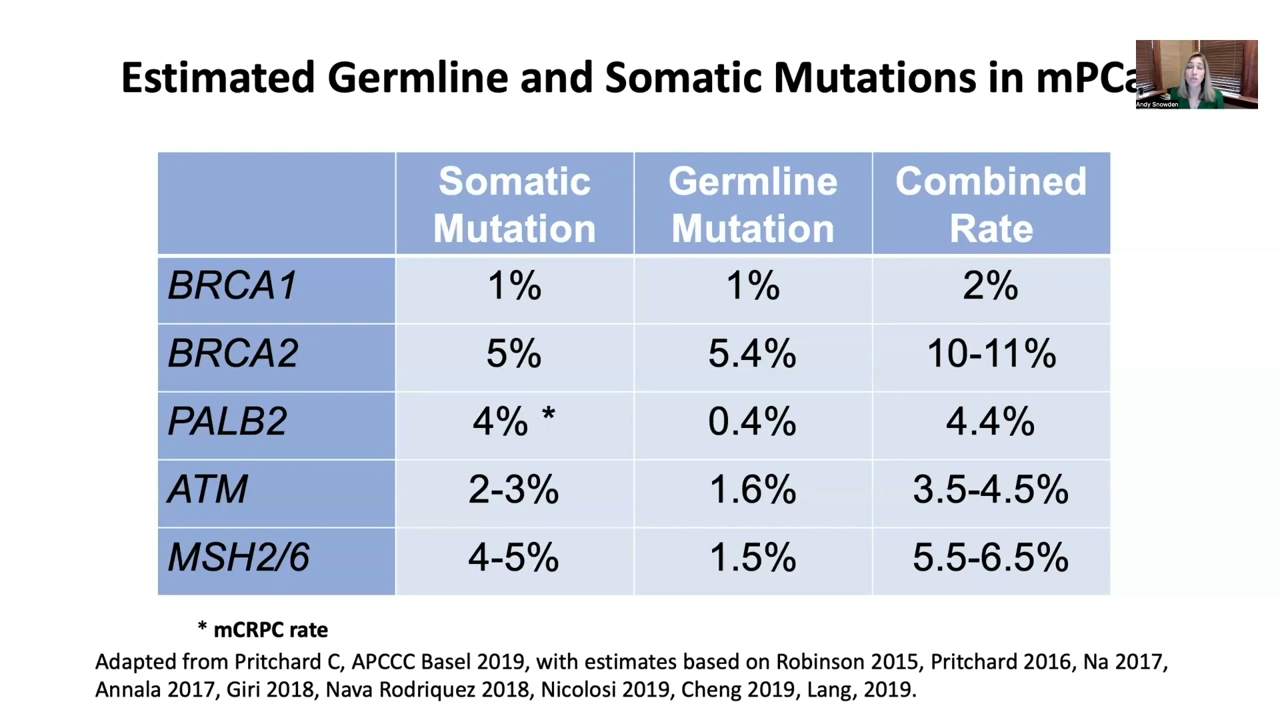 Estimated Germline and Somatic Mutations in mPCa
Andy Snowden
Somatic Mutation
Germline Mutation
Combined Rate
BRCA1 1% 1% 2%
BRCA2 5% 5.4% 10-11%
PALB2 4% * 0.4% 4.4%
ATM 2-3% 1.6% 3.5-4.5%
MSH2/6 4-5% 1.5% 5.5-6.5%
* mCRPC rate
Adapted from Pritchard C, APCCC Basel 2019, with estimates based on Robinson 2015, Pritchard 2016, Na 2017,
Annala 2017, Giri 2018, Nava Rodriquez 2018, Nicolosi 2019, Cheng 2019, Lang, 2019.